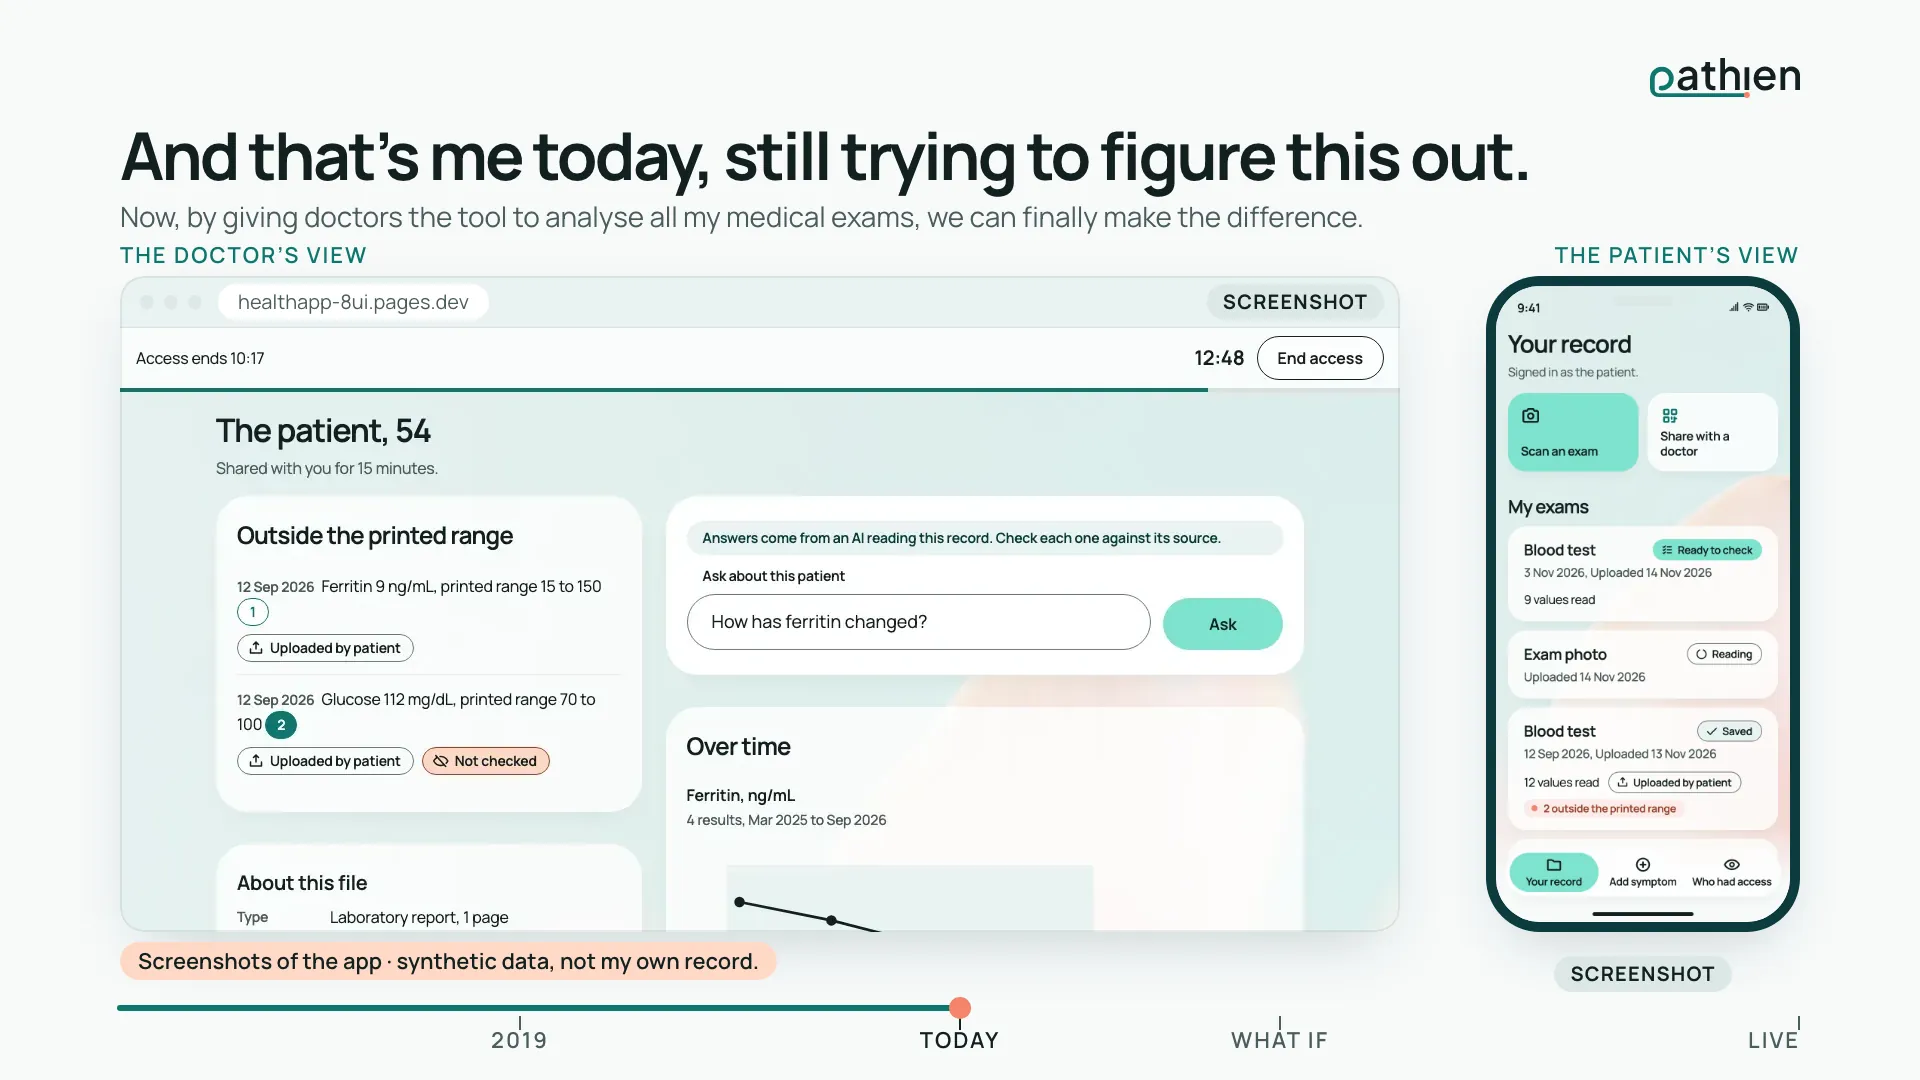 pathien
And that’s me today, still trying to figure this out.
Now, by giving doctors the tool to analyse all my medical exams, we can finally make the difference.
THE DOCTOR’S VIEW
healthapp-8ui.pages.dev
SCREENSHOT
Access ends 10:17
12:48
End access
The patient, 54
Shared with you for 15 minutes.
Outside the printed range
12 Sep 2026 Ferritin 9 ng/mL, printed range 15 to 150
1
Uploaded by patient
12 Sep 2026 Glucose 112 mg/dL, printed range 70 to
100 2
Uploaded by patient
Not checked
About this file
Type Laboratory report, 1 page
Answers come from an AI reading this record. Check each one against its source.
Ask about this patient
How has ferritin changed?
Ask
Over time
Ferritin, ng/mL
4 results, Mar 2025 to Sep 2026
THE PATIENT’S VIEW
9:41
Your record
Signed in as the patient.
Scan an exam
Share with a
doctor
My exams
Blood test
Ready to check
3 Nov 2026, Uploaded 14 Nov 2026
9 values read
Exam photo
Reading
Uploaded 14 Nov 2026
Blood test
Saved
12 Sep 2026, Uploaded 13 Nov 2026
12 values read
Uploaded by patient
2 outside the printed range
Your record
Add symptom
Who had access
SCREENSHOT
Screenshots of the app · synthetic data, not my own record.
2019
TODAY
WHAT IF
LIVE